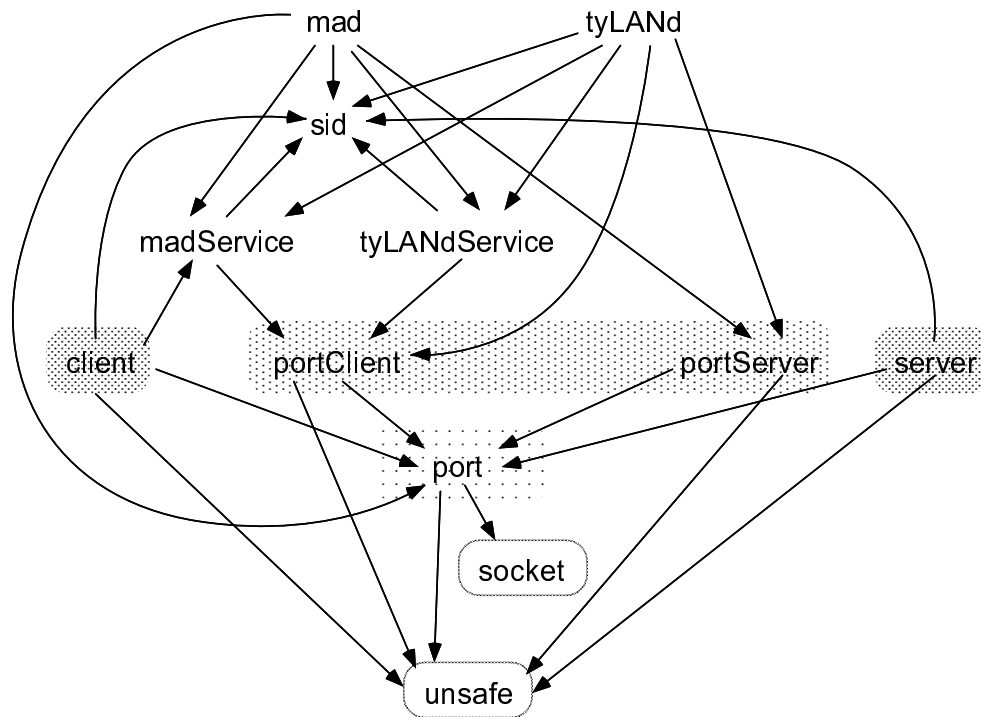 mad
tyLANd
sid
madService
tyLANdService
client
portClient
portServer
server
port
socket
unsafe